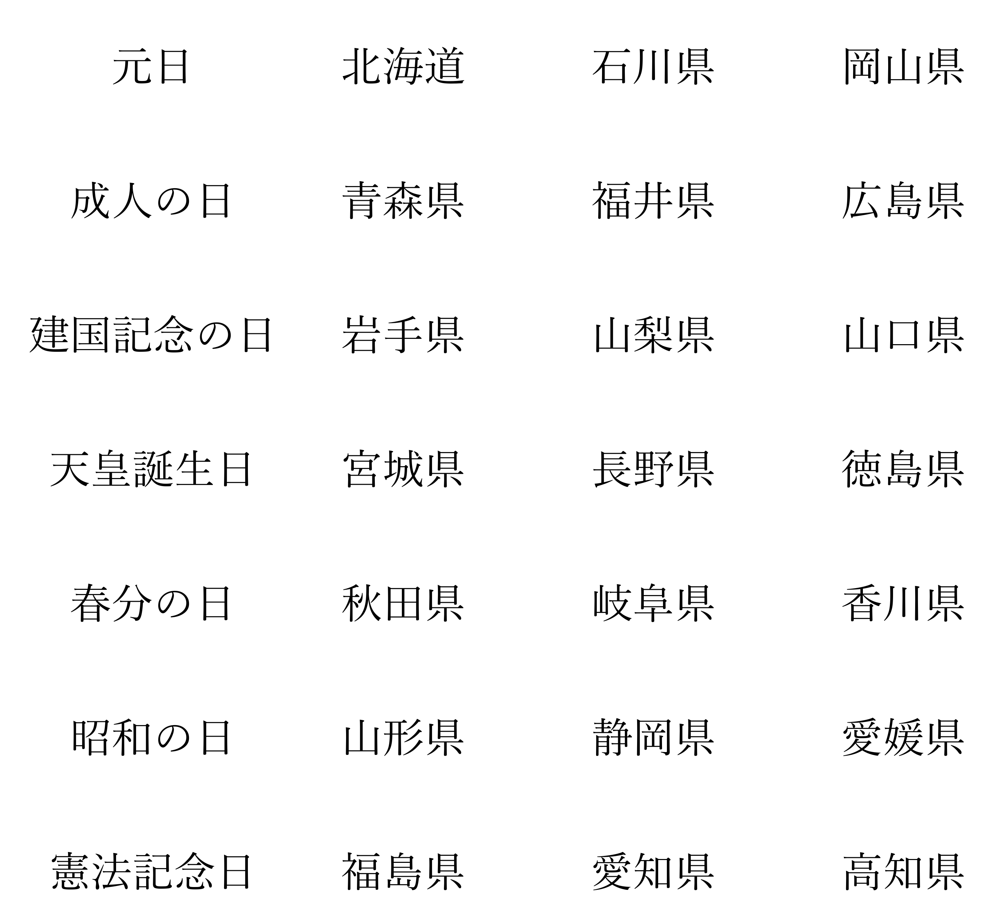 元日 北海道 石川県 岡山県
成人の日 青森県 福井県 広島県
建国記念の日 岩手県 山梨県 山口県
天皇誕生日 宮城県 長野県 徳島県
春分の日 秋田県 岐阜県 香川県
昭和の日 山形県 静岡県 愛媛県
憲法記念日 福島県 愛知県 高知県